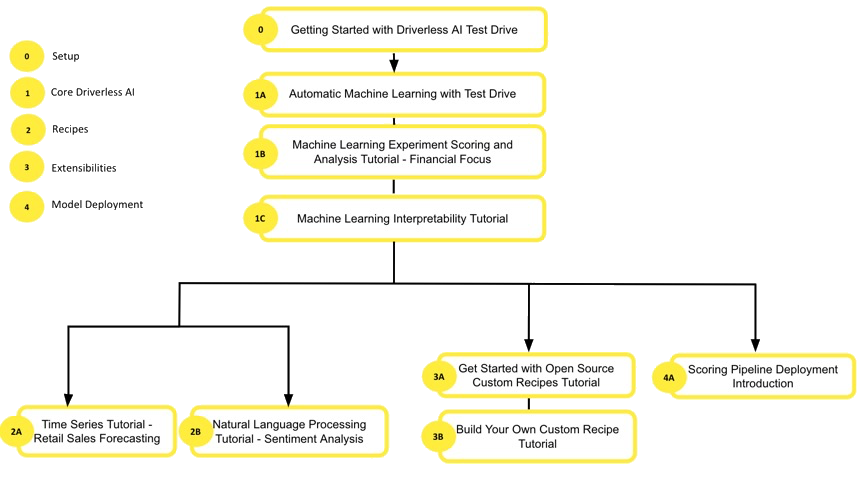 0 Getting Started with Driverless AI Test Drive
0 Setup
1 Core Driverless AI
2 Recipes
3 Extensibilities
4 Model Deployment
1A Automatic Machine Learning with Test Drive
1B Machine Learning Experiment Scoring and
Analysis Tutorial - Financial Focus
1C Machine Learning Interpretability Tutorial
2A Time Series Tutorial -
Retail Sales Forecasting
2B Natural Language Processing
Tutorial - Sentiment Analysis
3A Get Started with Open Source
Custom Recipes Tutorial
3B Build Your Own Custom Recipe
Tutorial
4A Scoring Pipeline Deployment
Introduction